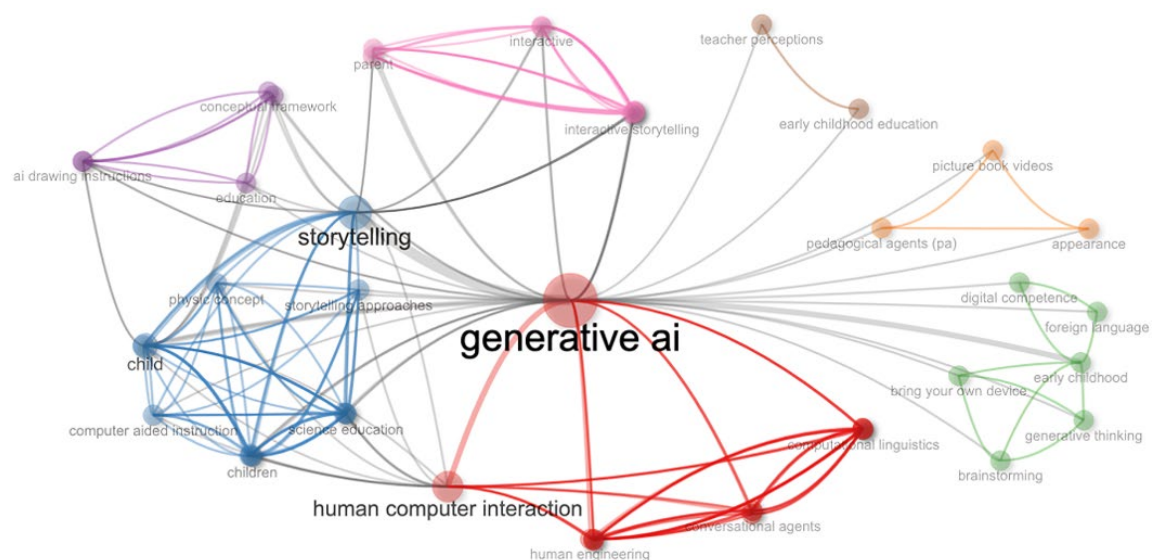 interactive
teacher perceptions
parent
conceptual framework
early childhood education
interactive storytelling
picture book videos
ai drawing instructions
education
storytelling
pedagogical agents (pa)
appearance
physic concept
storytelling approaches
digital competence
foreign language
generative ai
child
early childhood
bring your own device
computer aided instruction
science education
generative thinking
computational linguistics
children
brainstorming
human computer interaction
conversational agents
human engineering